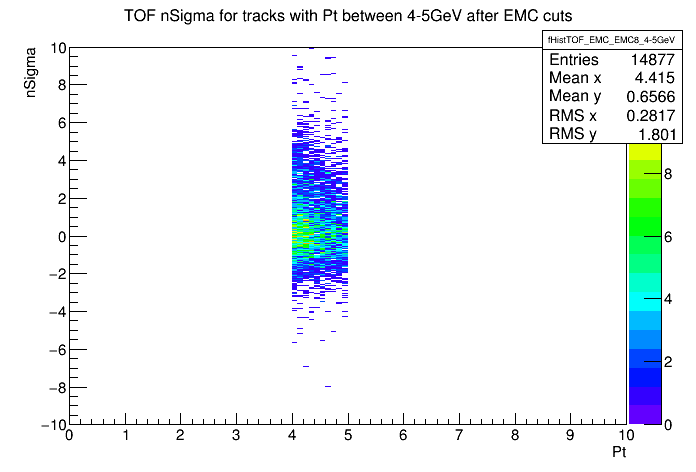 TOF nSigma for tracks with Pt between 4-5GeV after EMC cuts
fHistTOF_EMC_EMC8_4-5GeV
Entries 14877
Mean x 4.415
Mean y 0.6566
RMS x 0.2817
RMS y 1.801
nSigma
10
8
6
4
2
0
−2
−4
−6
−8
−10
0 1 2 3 4 5 6 7 8 9 10
Pt
8
6
4
2
0